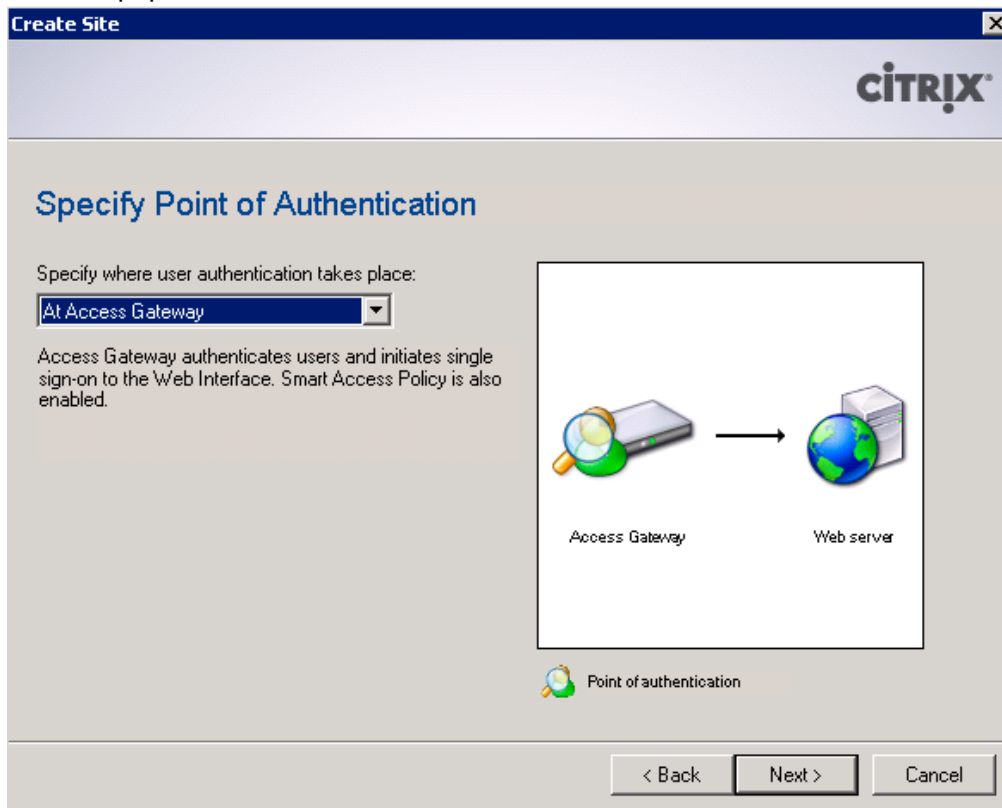 Create Site
CİTRỊX
Specify Point of Authentication
Specify where user authentication takes place:
At Access Gateway
Access Gateway authenticates users and initiates single
sign-on to the Web Interface. Smart Access Policy is also
enabled.
Access Gateway Web server
Point of authentication
< Back Next > Cancel